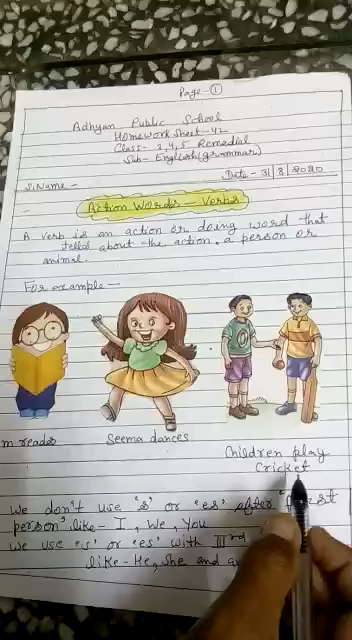 Page-①
Adhyan Public School
Homework Sheet-42
Class- 3,4,5 Remedial
Sub- English(grammar)
S.Name-
Date- 31/8/2020
Action Words - Verbs
A Verb is an action or doing word that
tells about the action, a person or
animal.
For example-
m reades
Seema dances
Children play
Cricket
We don't use 's' or 'es' after
person' like- I, We, You
We use 's' or 'es' with IIIrd
like- He, She and